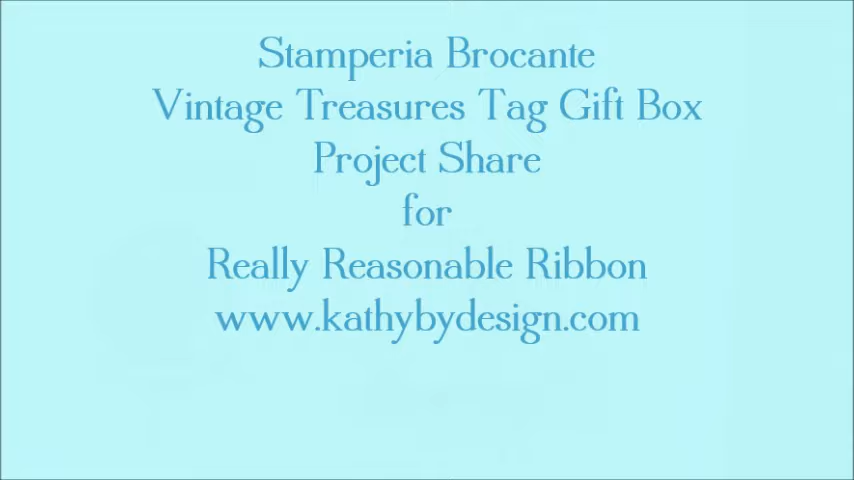 Stamperia Brocante
Vintage Treasures Tag Gift Box
Project Share
for
Really Reasonable Ribbon
www.kathybydesign.com